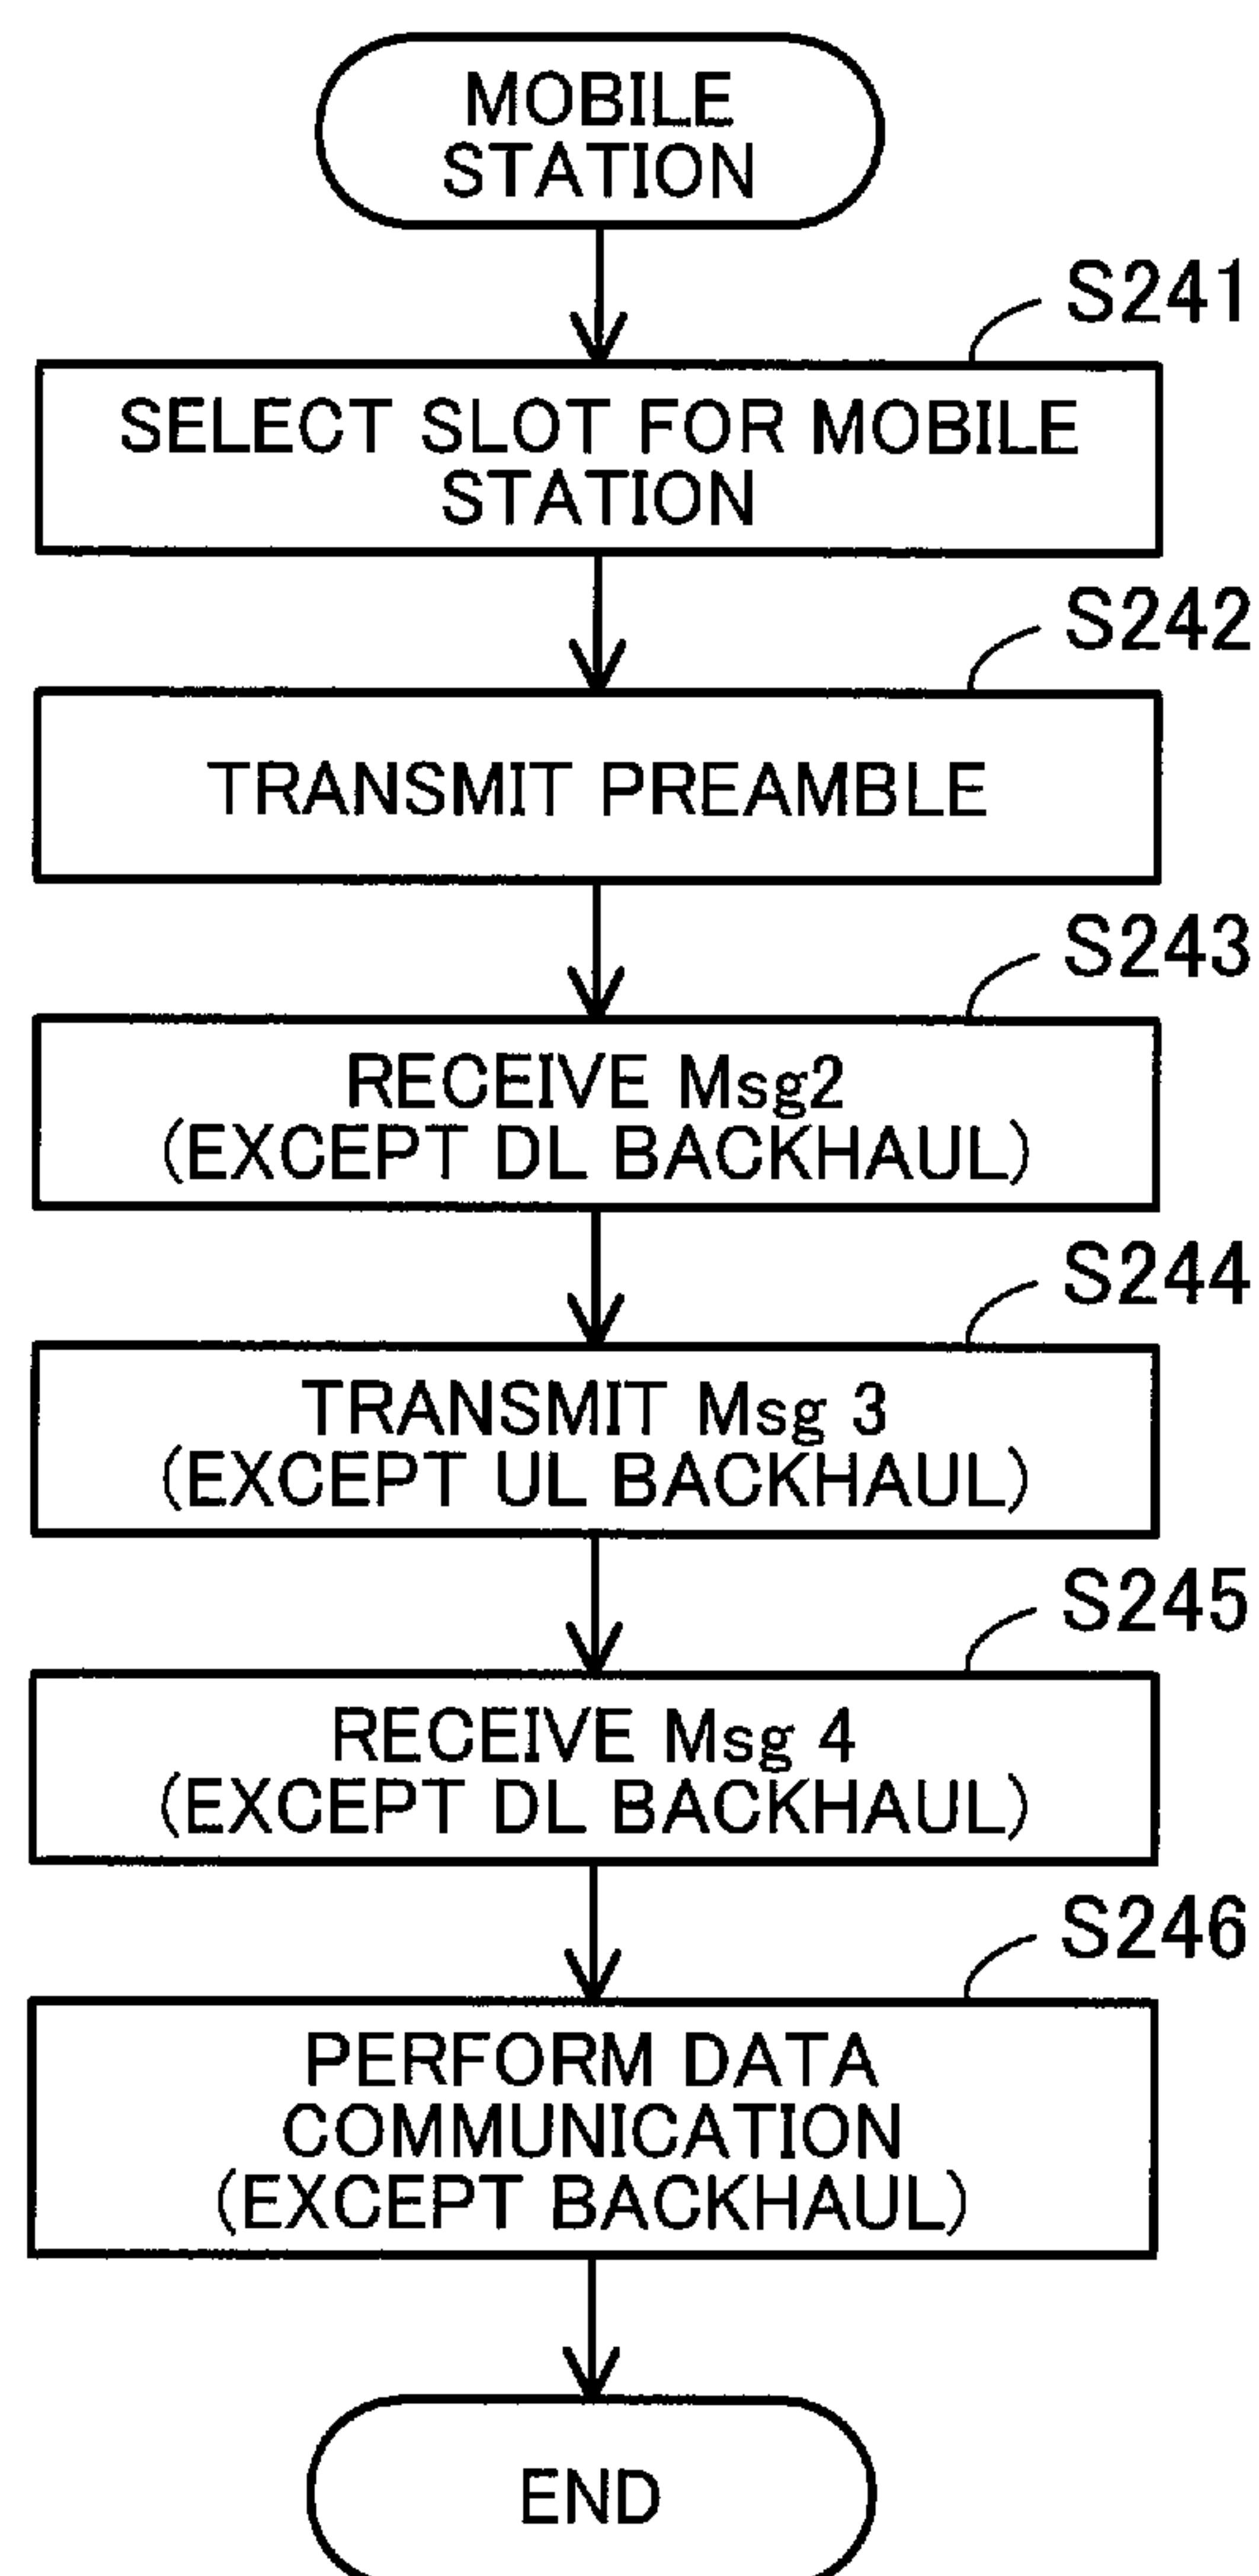 MOBILE
STATION
S241
SELECT SLOT FOR MOBILE
STATION
S242
TRANSMIT PREAMBLE
S243
RECEIVE Msg2
(EXCEPT DL BACKHAUL)
S244
TRANSMIT Msg 3
(EXCEPT UL BACKHAUL)
S245
RECEIVE Msg 4
(EXCEPT DL BACKHAUL)
S246
PERFORM DATA
COMMUNICATION
(EXCEPT BACKHAUL)
END